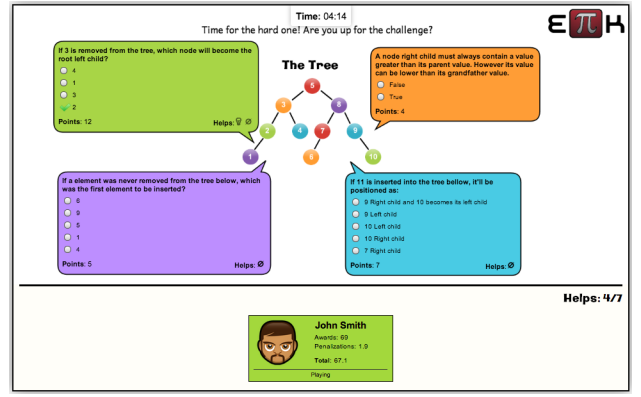 Time: 04:14
EπK
Time for the hard one! Are you up for the challenge?
If 3 is removed from the tree, which node will become the
root left child?
4
1
3
2
Points: 12
Helps:
The Tree
A node right child must always contain a value
greater than its parent value. However its value
can be lower than its grandfather value.
False
True
Points: 4
5
3
8
2
4
7
9
1
6
10
If a element was never removed from the tree below, which
was the first element to be inserted?
6
9
5
1
4
Points: 5
Helps:
If 11 is inserted into the tree bellow, it'll be
positioned as:
9 Right child and 10 becomes its left child
9 Left child
10 Left child
10 Right child
7 Right child
Points: 7
Helps:
Helps: 4/7
John Smith
Awards: 69
Penalizations: 1.9
Total: 67.1
Playing